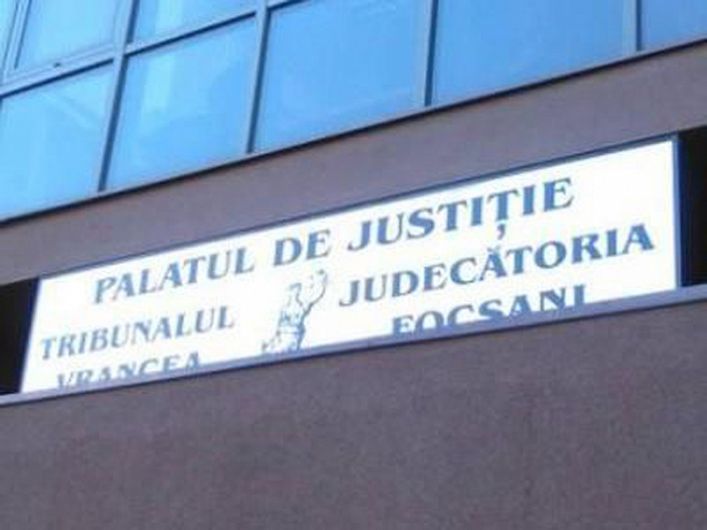 PALATUL DE JUSTIȚIE
TRIBUNALUL
VRANCEA
JUDECĂTORIA
FOCSANI